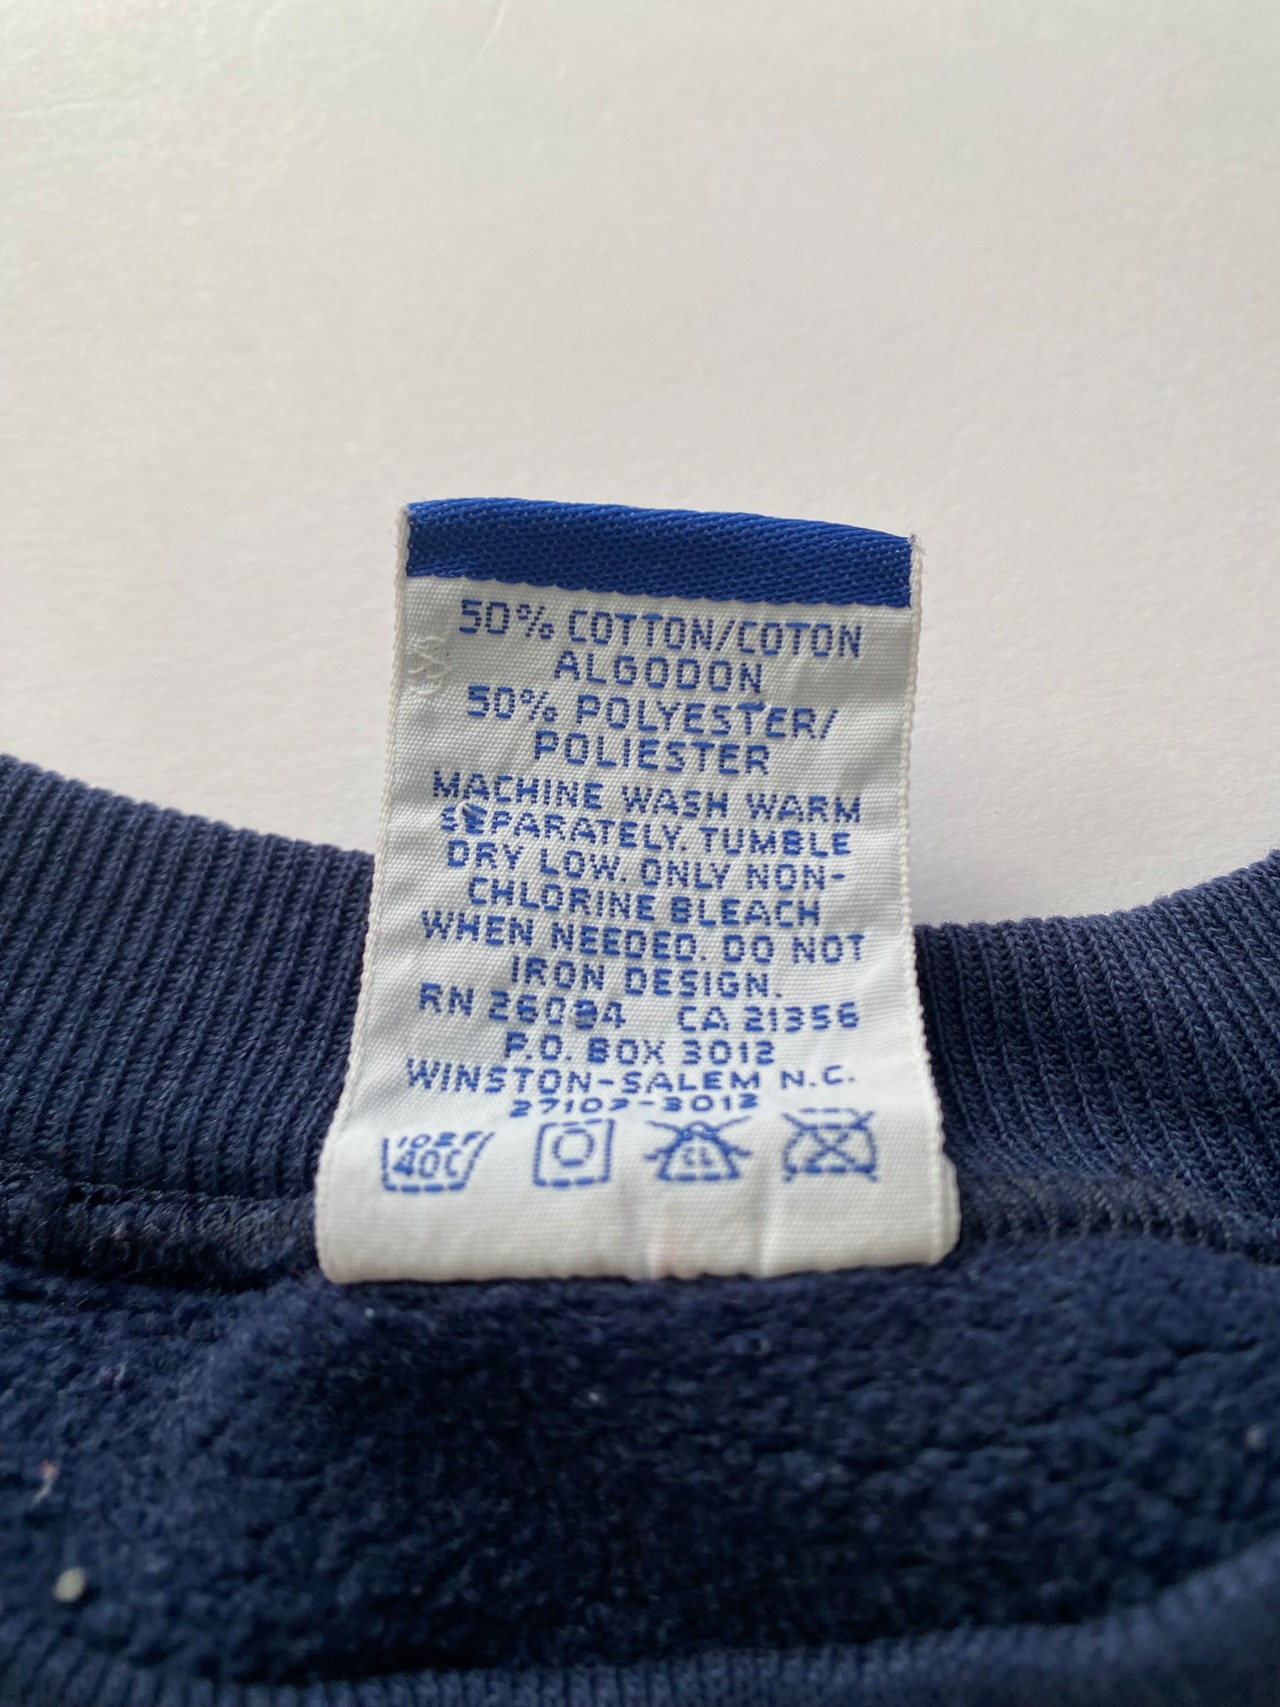 50% COTTON/COTON
ALGODON
50% POLYESTER/
POLIESTER
MACHINE WASH WARM
SEPARATELY. TUMBLE
DRY LOW. ONLY NON-
CHLORINE BLEACH
WHEN NEEDED. DO NOT
IRON DESIGN.
RN 26094 CA 21356
P.O. BOX 3012
WINSTON-SALEM N.C.
27102-3012
102F
40C CL